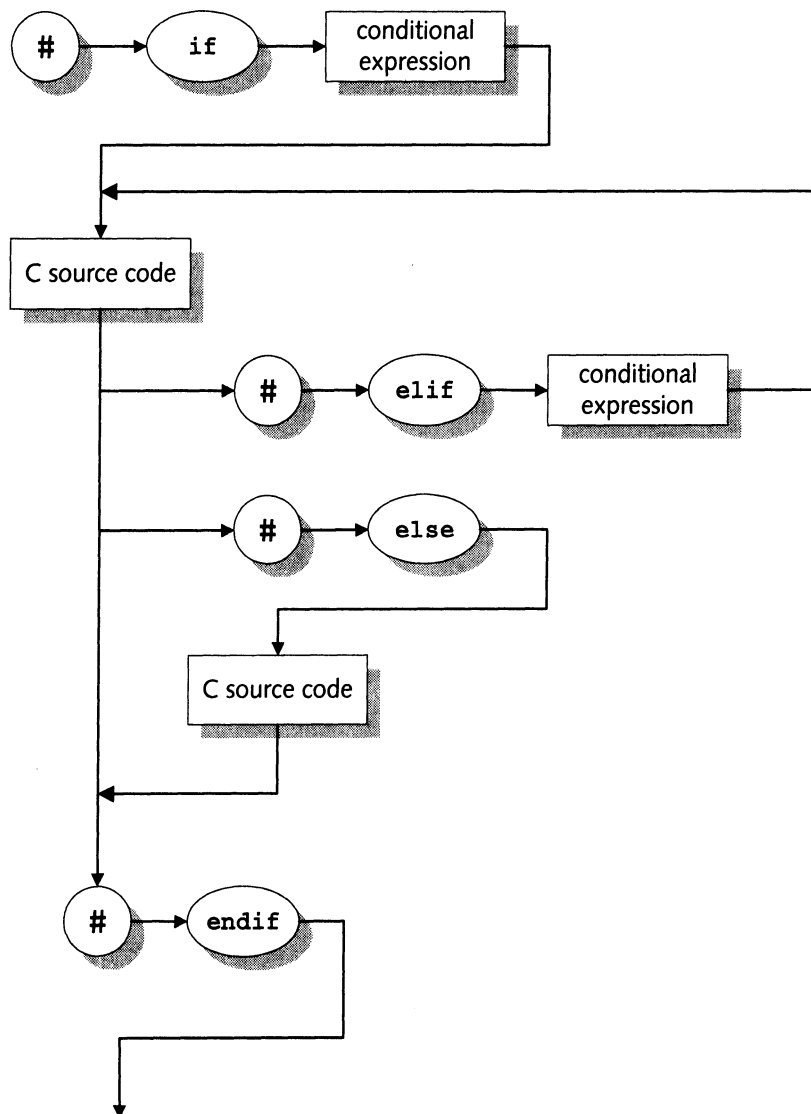 # if conditional
expression
C source code
# elif conditional
expression
# else
C source code
# endif